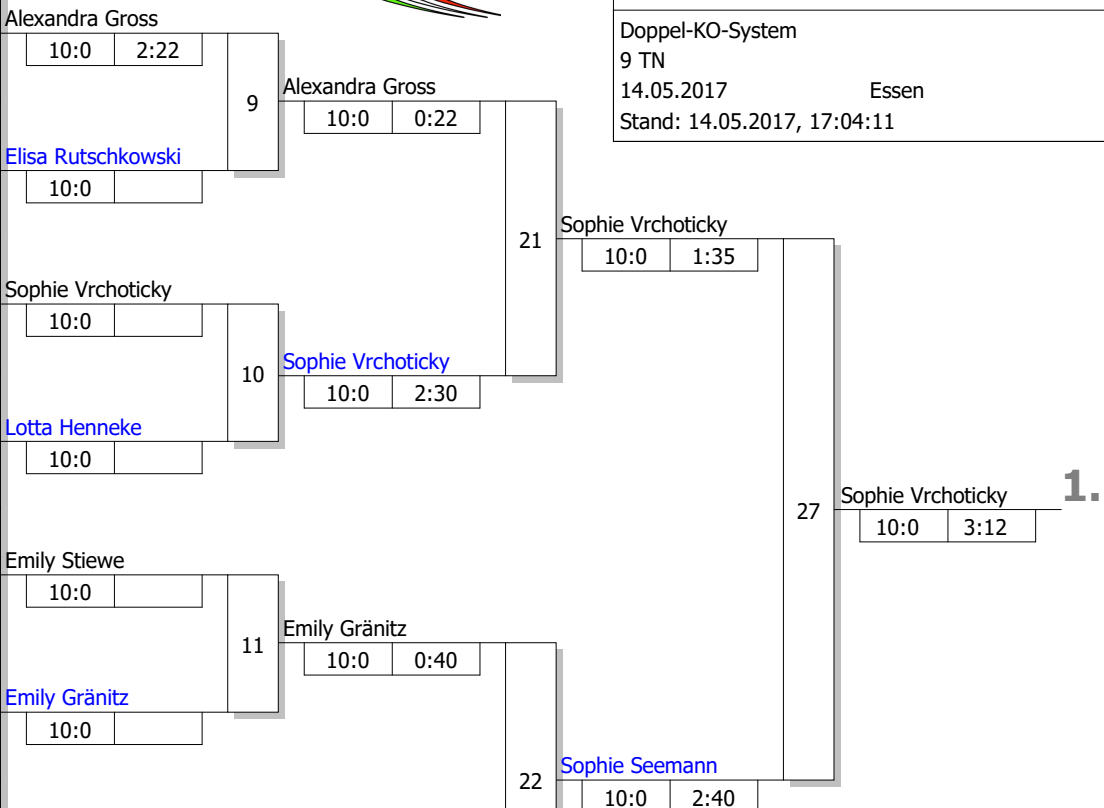 Alexandra Gross
10:0 2:22
Doppel-KO-System
9 TN
14.05.2017 Essen
Stand: 14.05.2017, 17:04:11
9
Alexandra Gross
10:0 0:22
Elisa Rutschkowski
10:0
21
Sophie Vrchoticky
10:0 1:35
Sophie Vrchoticky
10:0
10
Sophie Vrchoticky
10:0 2:30
Lotta Henneke
10:0
27
Sophie Vrchoticky 1.
10:0 3:12
Emily Stiewe
10:0
11
Emily Gränitz
10:0 0:40
Emily Gränitz
10:0
22
Sophie Seemann
10:0 2:40